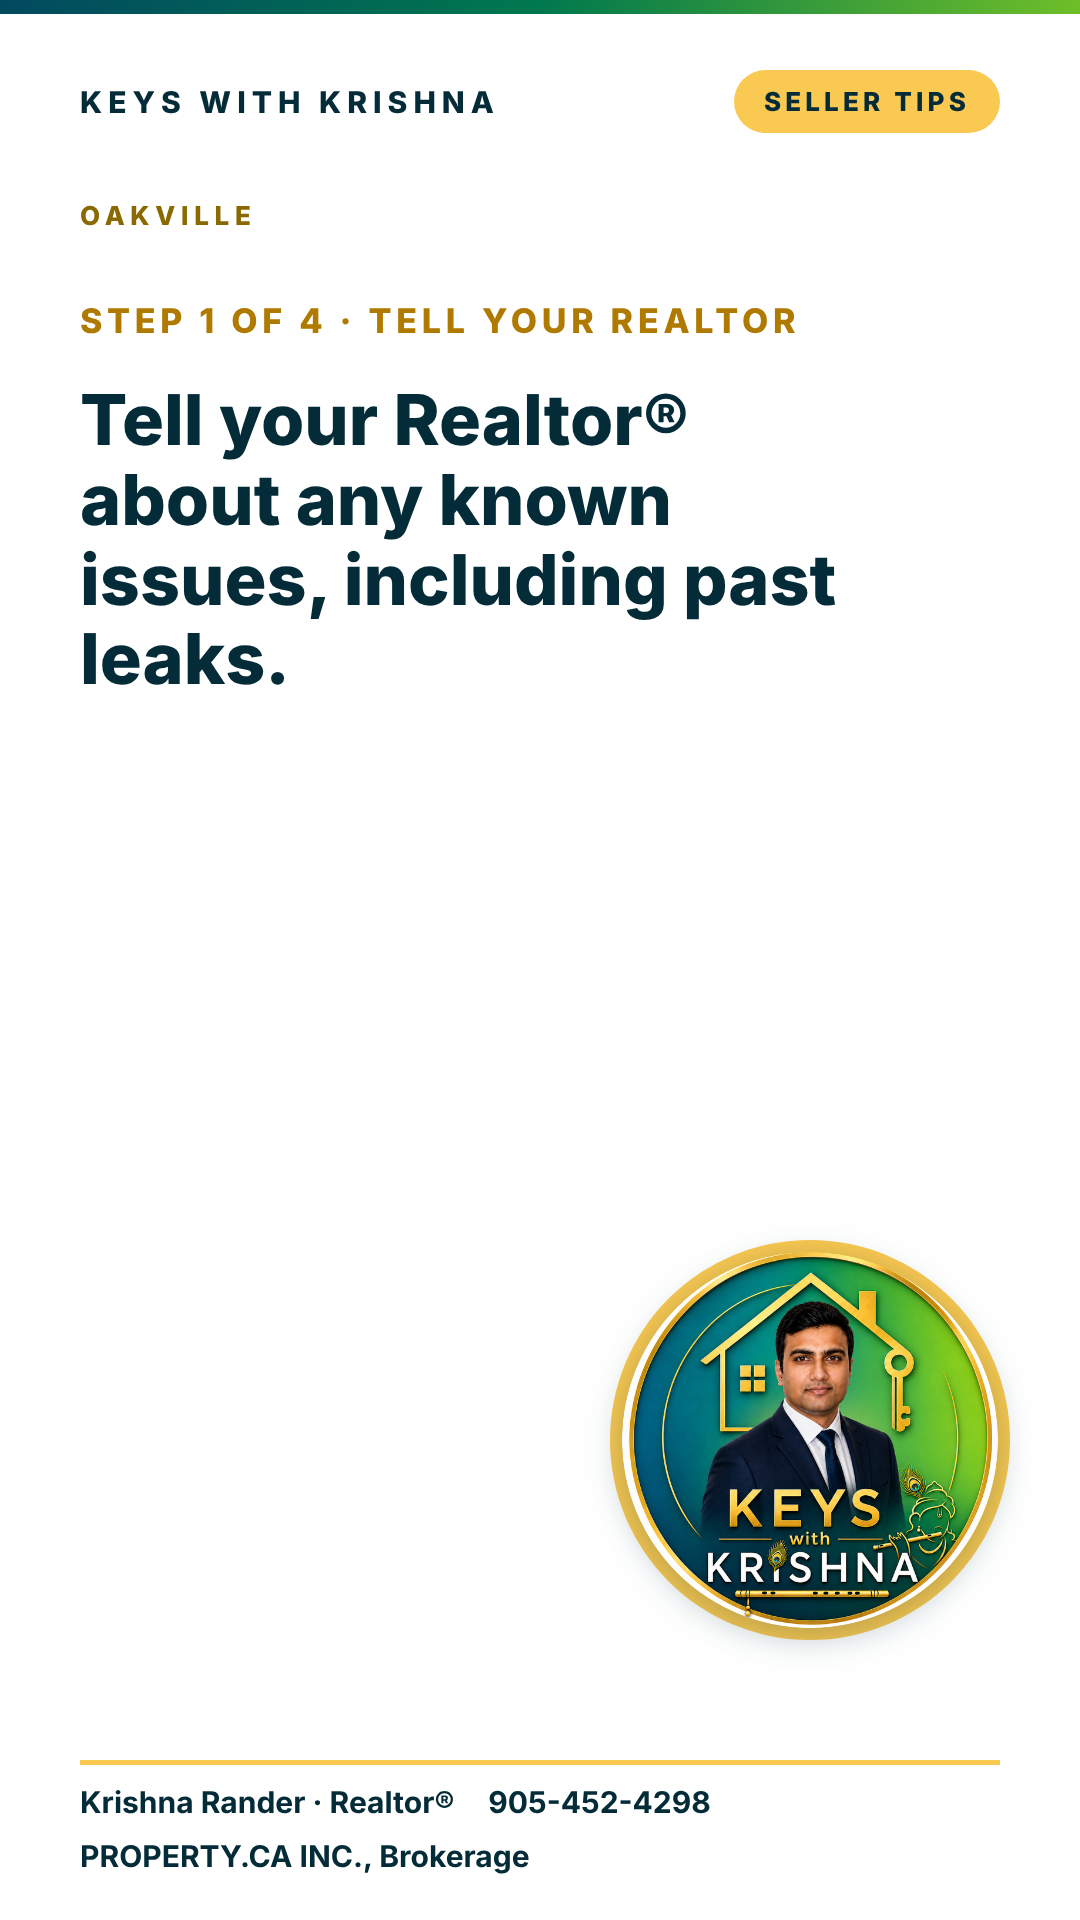 KEYS WITH KRISHNA
SELLER TIPS
OAKVILLE
STEP 1 OF 4 · TELL YOUR REALTOR
Tell your Realtor®
about any known
issues, including past
leaks.
KEYS
with
KRISHNA
Krishna Rander · Realtor® 905-452-4298
PROPERTY.CA INC., Brokerage